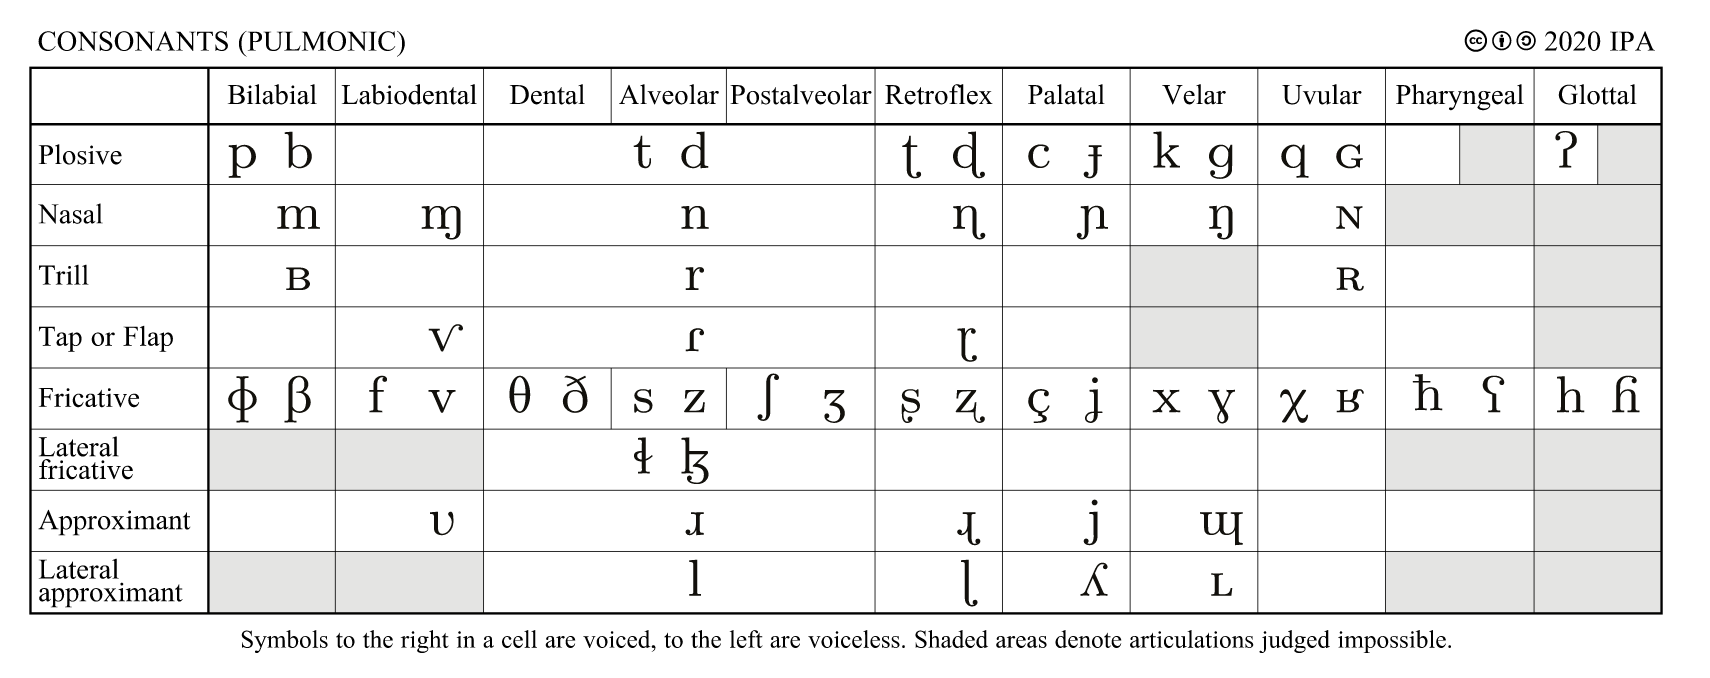 CONSONANTS (PULMONIC) 2020 IPA
Bilabial Labiodental Dental Alveolar Postalveolar Retroflex Palatal Velar Uvular Pharyngeal Glottal
Plosive p b t d ʈ ɖ c ɟ k ɡ q ɢ ʔ
Nasal m ɱ n ɳ ɲ ŋ ɴ
Trill ʙ r ʀ
Tap or Flap ⱱ ɾ ɽ
Fricative ɸ β f v θ ð s z ʃ ʒ ʂ ʐ ç ʝ x ɣ χ ʁ ħ ʕ h ɦ
Lateral
fricative ɬ ɮ
Approximant ʋ ɹ ɻ j ɰ
Lateral
approximant l ɭ ʎ ʟ
Symbols to the right in a cell are voiced, to the left are voiceless. Shaded areas denote articulations judged impossible.